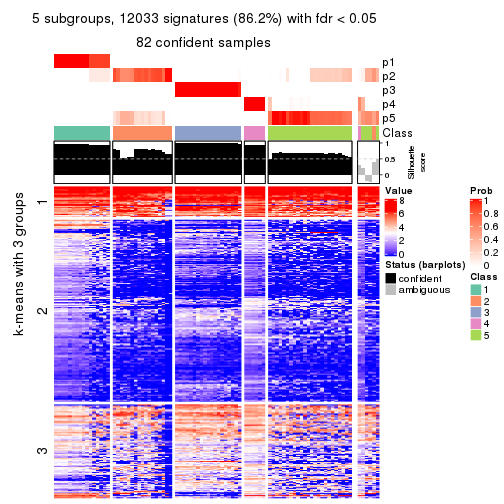 5 subgroups, 12033 signatures (86.2%) with fdr < 0.05
82 confident samples
p1
p2
p3
p4
p5
Class
1
0.5
0
Silhouette
score
k-means with 3 groups
1
2
3
Value
8
6
4
2
0
Status (barplots)
confident
ambiguous
Prob
1
0.8
0.6
0.4
0.2
0
Class
1
2
3
4
5